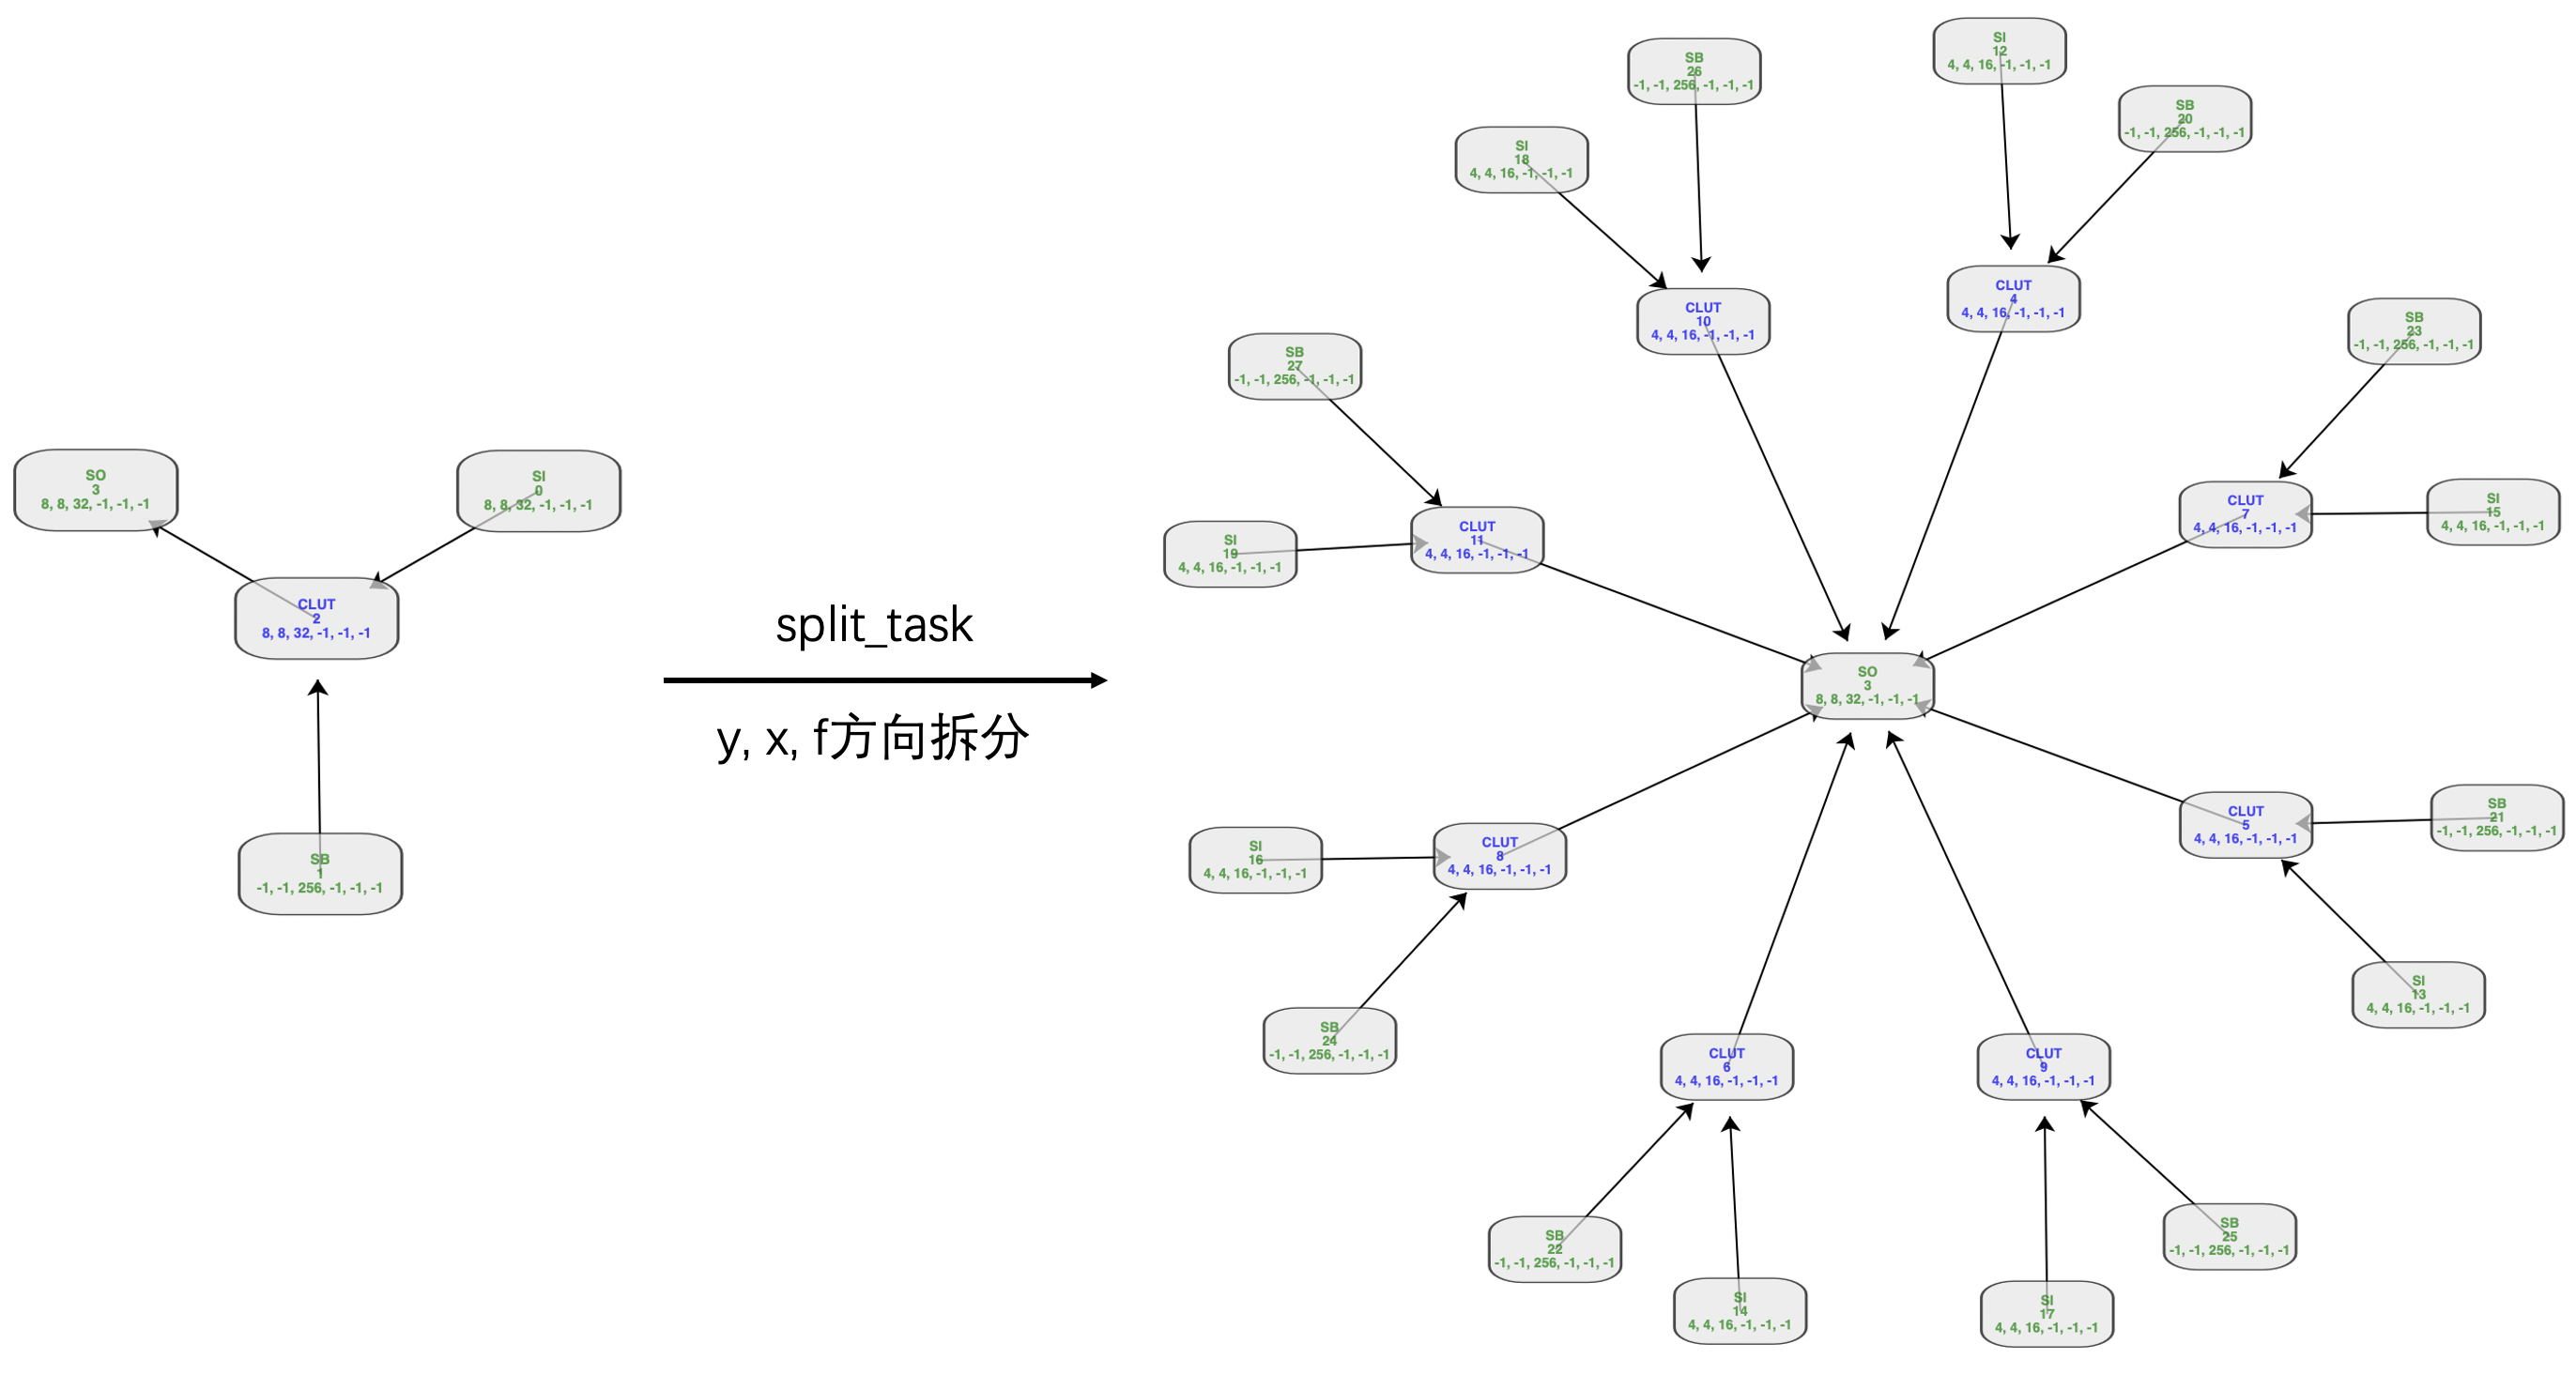 SO
3
8, 8, 32, -1, -1, -1
SI
0
8, 8, 32, -1, -1, -1
CLUT
2
8, 8, 32, -1, -1, -1
SB
1
-1, -1, 256, -1, -1, -1
split_task
y, x, f方向拆分
SI
12
4, 4, 16, -1, -1, -1
SB
26
-1, -1, 256, -1, -1, -1
SB
20
-1, -1, 256, -1, -1, -1
SI
18
4, 4, 16, -1, -1, -1
CLUT
4
4, 4, 16, -1, -1, -1
CLUT
10
4, 4, 16, -1, -1, -1
SB
23
-1, -1, 256, -1, -1, -1
SB
27
-1, -1, 256, -1, -1, -1
CLUT
7
4, 4, 16, -1, -1, -1
SI
15
4, 4, 16, -1, -1, -1
CLUT
11
4, 4, 16, -1, -1, -1
SI
19
4, 4, 16, -1, -1, -1
SO
3
8, 8, 32, -1, -1, -1
SB
21
-1, -1, 256, -1, -1, -1
CLUT
5
4, 4, 16, -1, -1, -1
CLUT
8
4, 4, 16, -1, -1, -1
SI
16
4, 4, 16, -1, -1, -1
SI
13
4, 4, 16, -1, -1, -1
SB
24
-1, -1, 256, -1, -1, -1
CLUT
6
4, 4, 16, -1, -1, -1
CLUT
9
4, 4, 16, -1, -1, -1
SB
22
-1, -1, 256, -1, -1, -1
SB
25
-1, -1, 256, -1, -1, -1
SI
14
4, 4, 16, -1, -1, -1
SI
17
4, 4, 16, -1, -1, -1